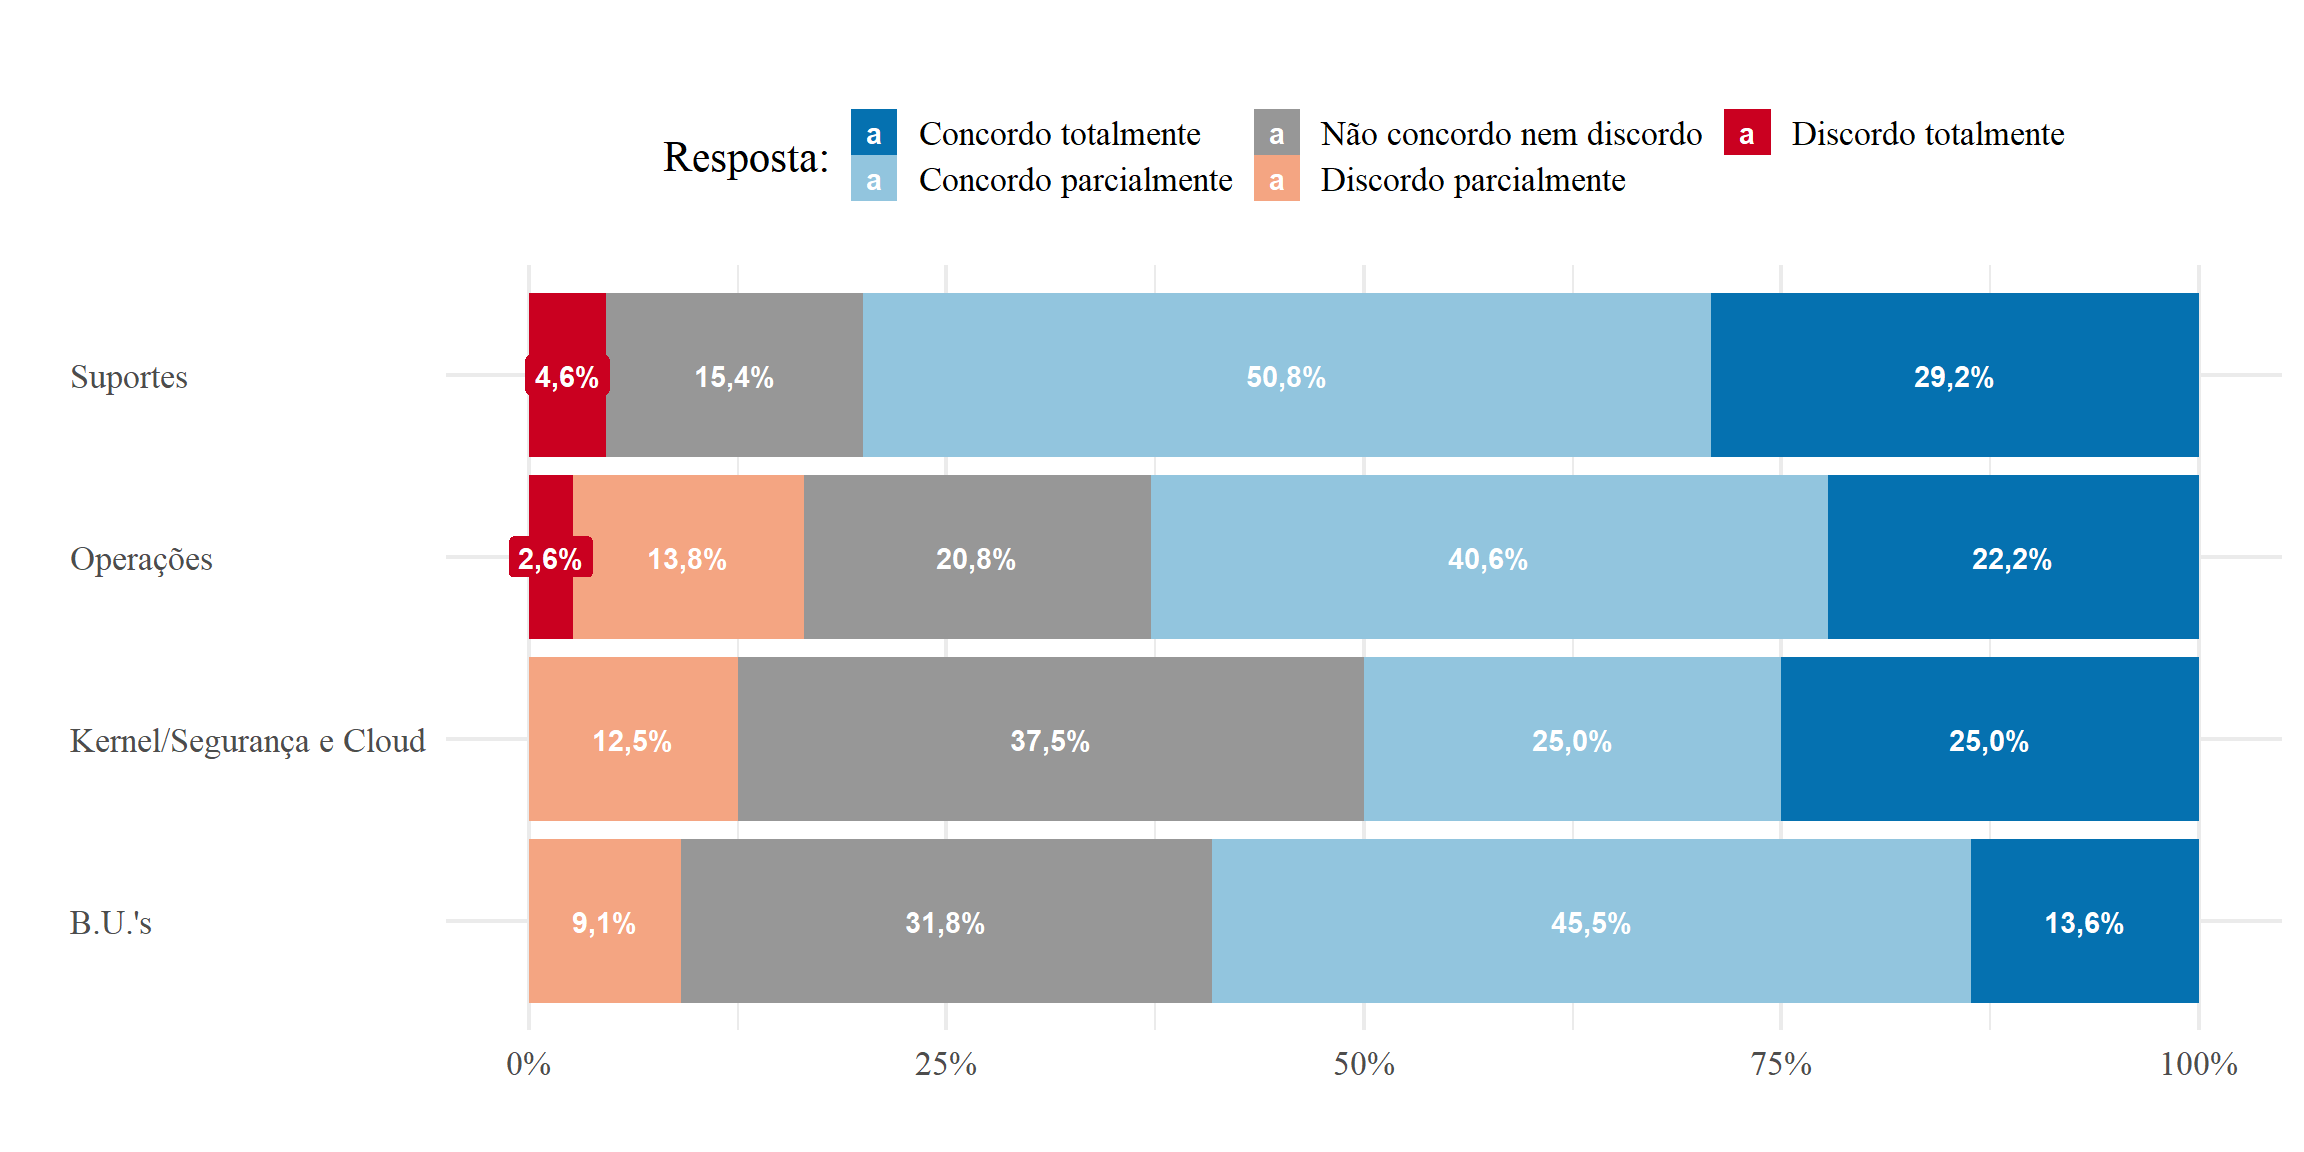 Resposta:
a Concordo totalmente
a Concordo parcialmente
a Não concordo nem discordo
a Discordo parcialmente
a Discordo totalmente
Suportes 4,6% 15,4% 50,8% 29,2%
Operações 2,6% 13,8% 20,8% 40,6% 22,2%
Kernel/Segurança e Cloud 12,5% 37,5% 25,0% 25,0%
B.U.'s 9,1% 31,8% 45,5% 13,6%
0% 25% 50% 75% 100%